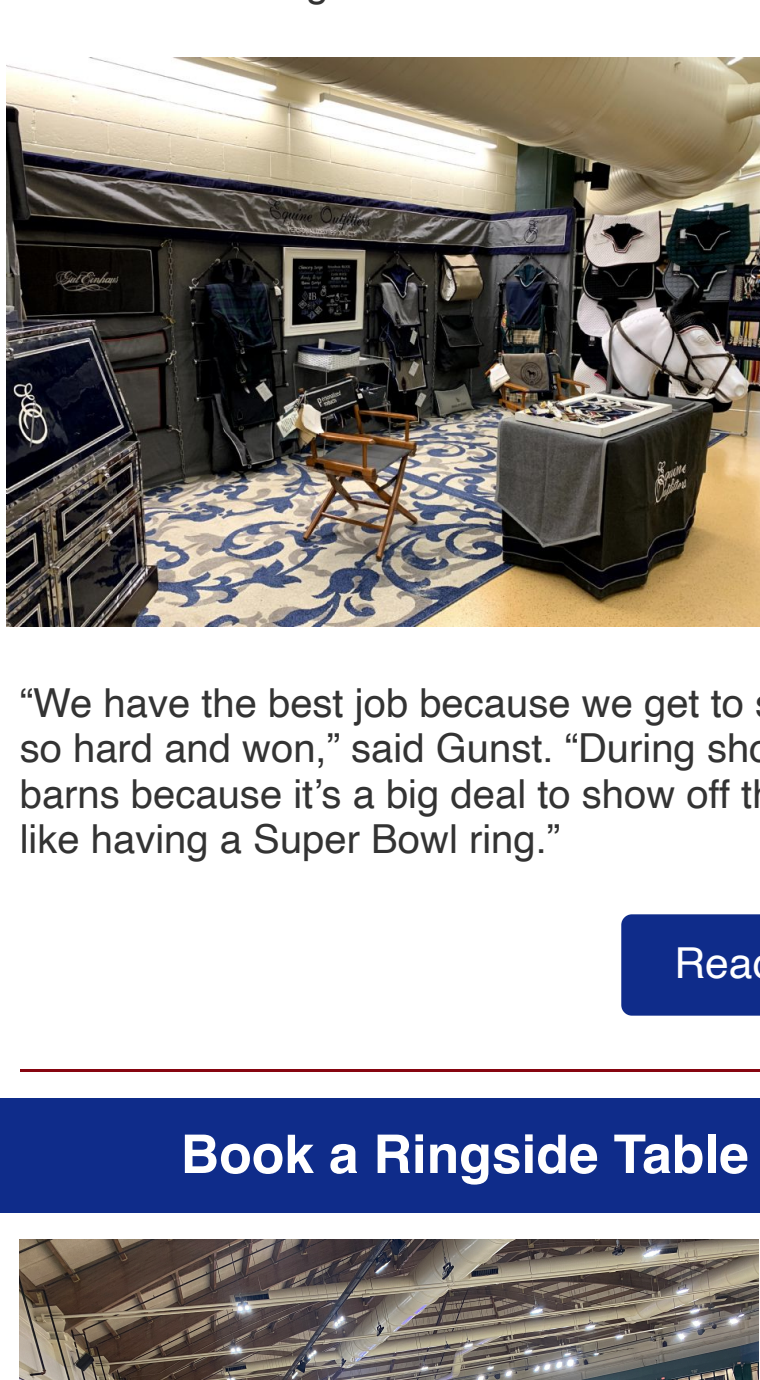 Equine Outfitters
Equine
Outfitters
“We have the best job because we get to s
so hard and won,” said Gunst. “During sho
barns because it’s a big deal to show off th
like having a Super Bowl ring.”
Read
Book a Ringside Table